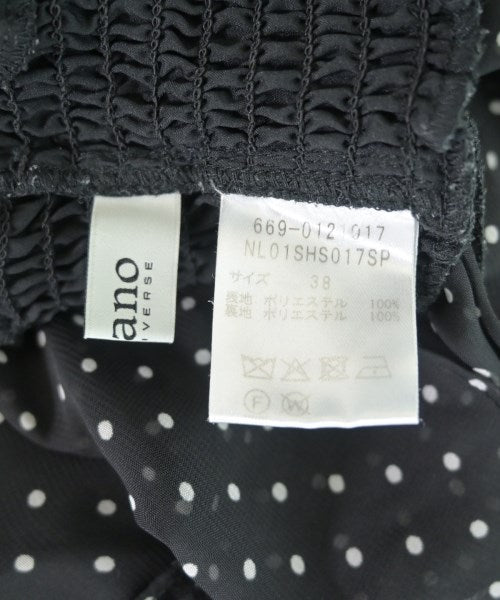 ano
IVERSE
669-0121017
NL01SHS017SP
サイズ 38
表地 ポリエステル 100%
裏地 ポリエステル 100%
F W